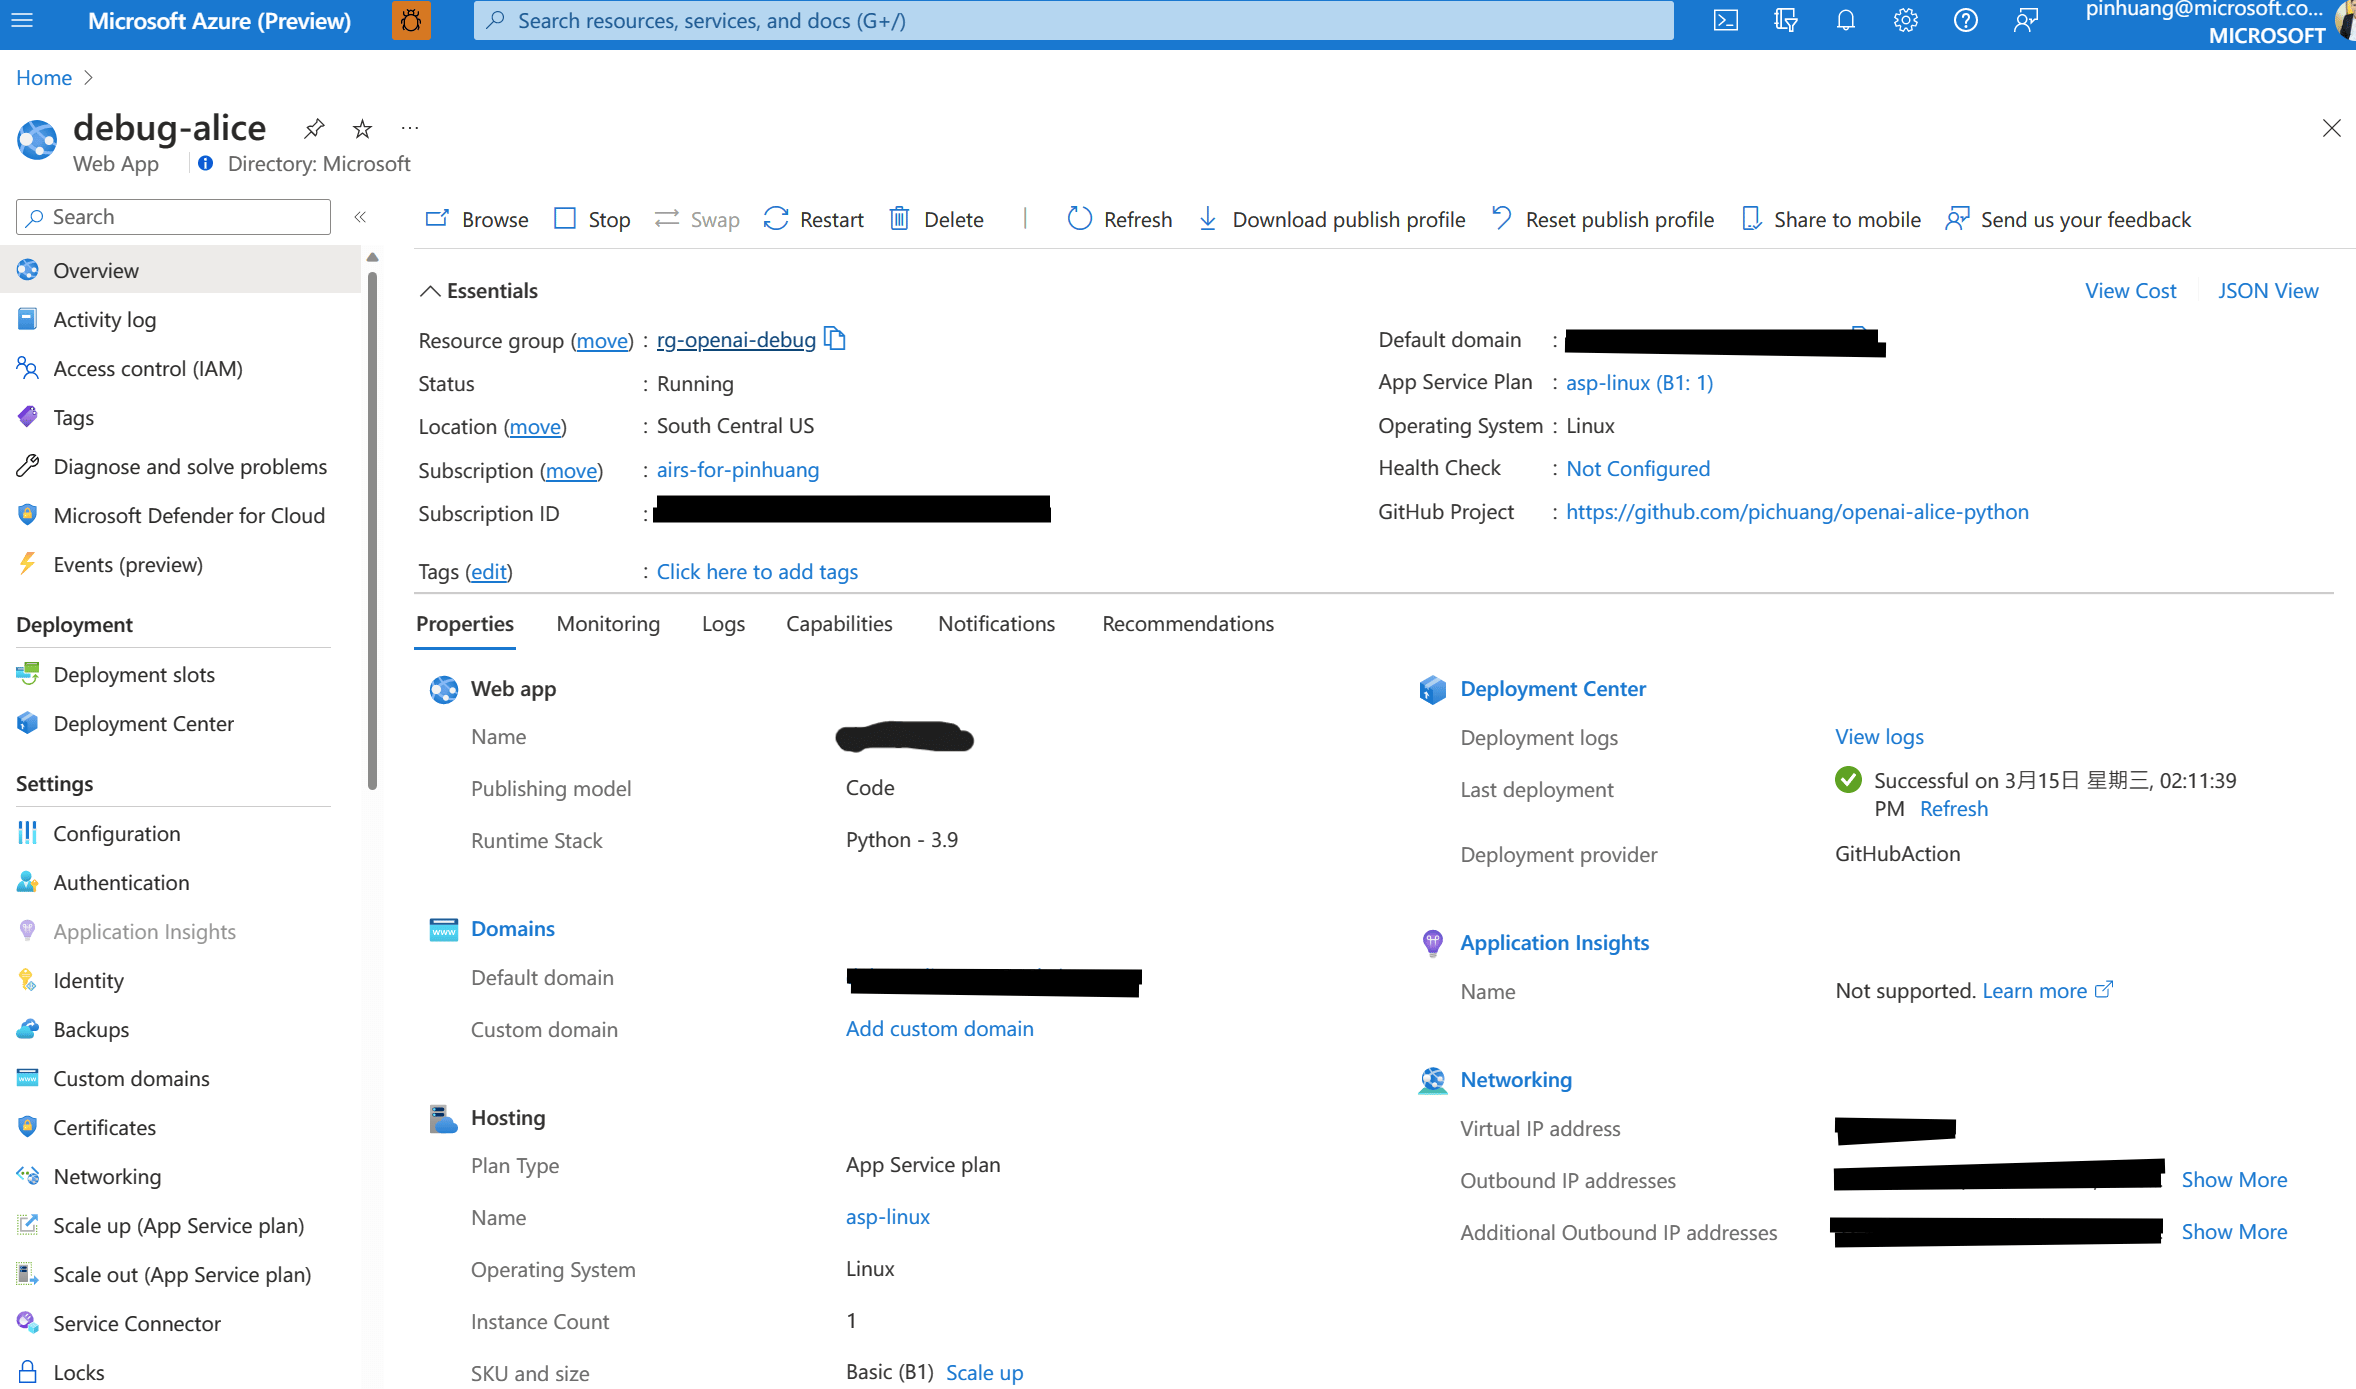 Microsoft Azure (Preview)
Search resources, services, and docs (G+/)
pinhuang@microsoft.co...
MICROSOFT
Home
debug-alice
Web App
Directory: Microsoft
Search
Overview
Activity log
Access control (IAM)
Tags
Diagnose and solve problems
Microsoft Defender for Cloud
Events (preview)
Deployment
Deployment slots
Deployment Center
Settings
Configuration
Authentication
Application Insights
Identity
Backups
Custom domains
Certificates
Networking
Scale up (App Service plan)
Scale out (App Service plan)
Service Connector
Locks
Browse Stop Swap Restart Delete Refresh Download publish profile Reset publish profile Share to mobile Send us your feedback
Essentials
View Cost JSON View
Resource group (move) : rg-openai-debug
Status : Running
Location (move) : South Central US
Subscription (move) : airs-for-pinhuang
Subscription ID :
Tags (edit) : Click here to add tags
Default domain :
App Service Plan : asp-linux (B1: 1)
Operating System : Linux
Health Check : Not Configured
GitHub Project : https://github.com/pichuang/openai-alice-python
Properties Monitoring Logs Capabilities Notifications Recommendations
Web app
Name
Publishing model Code
Runtime Stack Python - 3.9
Domains
www
Default domain
Custom domain Add custom domain
Hosting
Plan Type App Service plan
Name asp-linux
Operating System Linux
Instance Count 1
SKU and size Basic (B1) Scale up
Deployment Center
Deployment logs View logs
Last deployment Successful on 3月15日 星期三, 02:11:39
PM Refresh
Deployment provider GitHubAction
Application Insights
Name Not supported. Learn more
Networking
Virtual IP address
Outbound IP addresses Show More
Additional Outbound IP addresses Show More